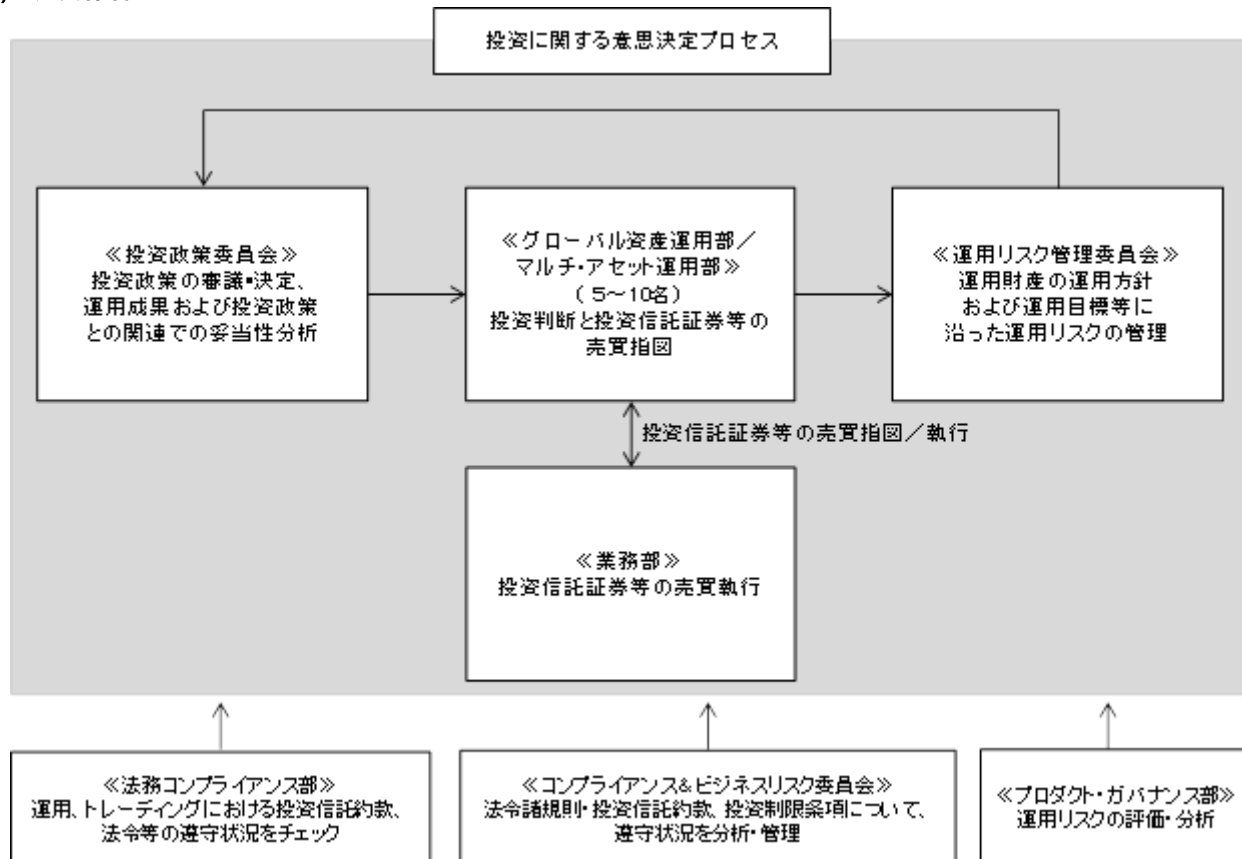 投資に関する意思決定プロセス
≪投資政策委員会≫
投資政策の審議・決定、
運用成果および投資政策
との関連での妥当性分析
≪グローバル資産運用部／
マルチ・アセット運用部≫
（5～10名）
投資判断と投資信託証券等の
売買指図
≪運用リスク管理委員会≫
運用財産の運用方針
および運用目標等に
沿った運用リスクの管理
投資信託証券等の売買指図／執行
≪業務部≫
投資信託証券等の売買執行
≪法務コンプライアンス部≫
運用、トレーディングにおける投資信託約款、
法令等の遵守状況をチェック
≪コンプライアンス&ビジネスリスク委員会≫
法令諸規則・投資信託約款、投資制限条項について、
遵守状況を分析・管理
≪プロダクト・ガバナンス部≫
運用リスクの評価・分析